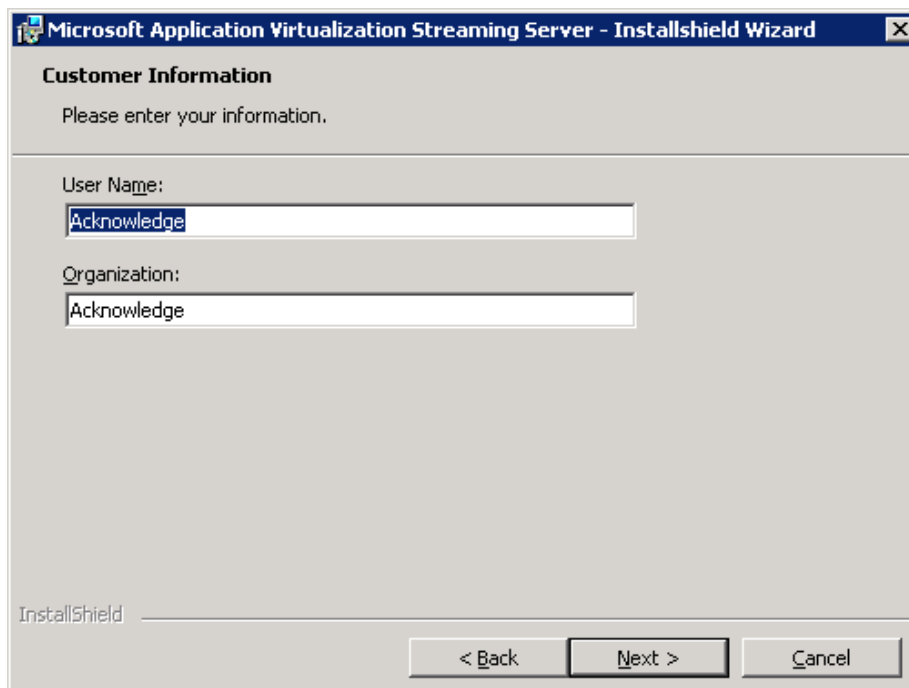 Microsoft Application Virtualization Streaming Server - Installshield Wizard
Customer Information
Please enter your information.
User Name:
Acknowledge
Organization:
Acknowledge
InstallShield
< Back
Next >
Cancel